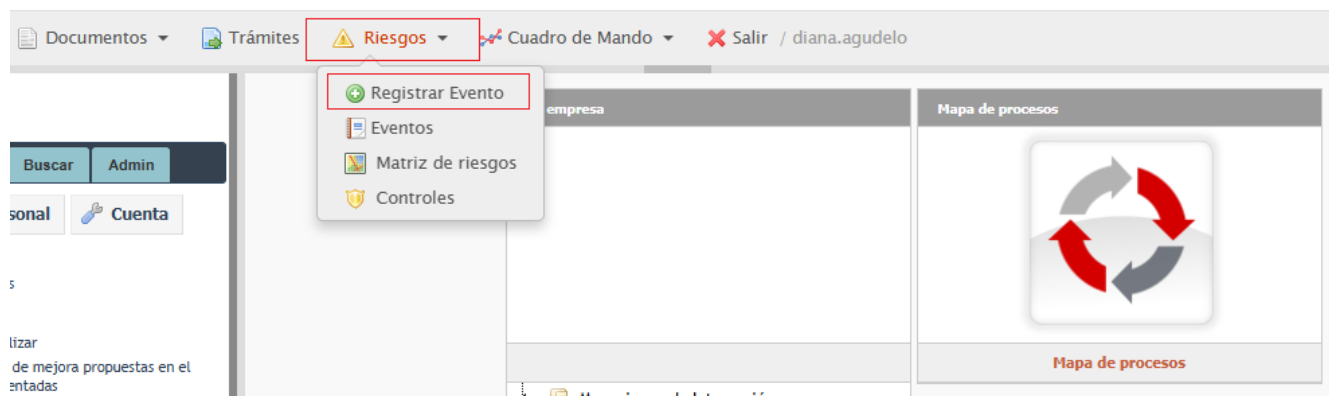 Documentos
Trámites
Riesgos
Cuadro de Mando
Salir / diana.agudelo
Registrar Evento
Eventos
Matriz de riesgos
Controles
empresa
Mapa de procesos
Mapa de procesos
Buscar
Admin
sonal
Cuenta
s
lizar
de mejora propuestas en el
entadas